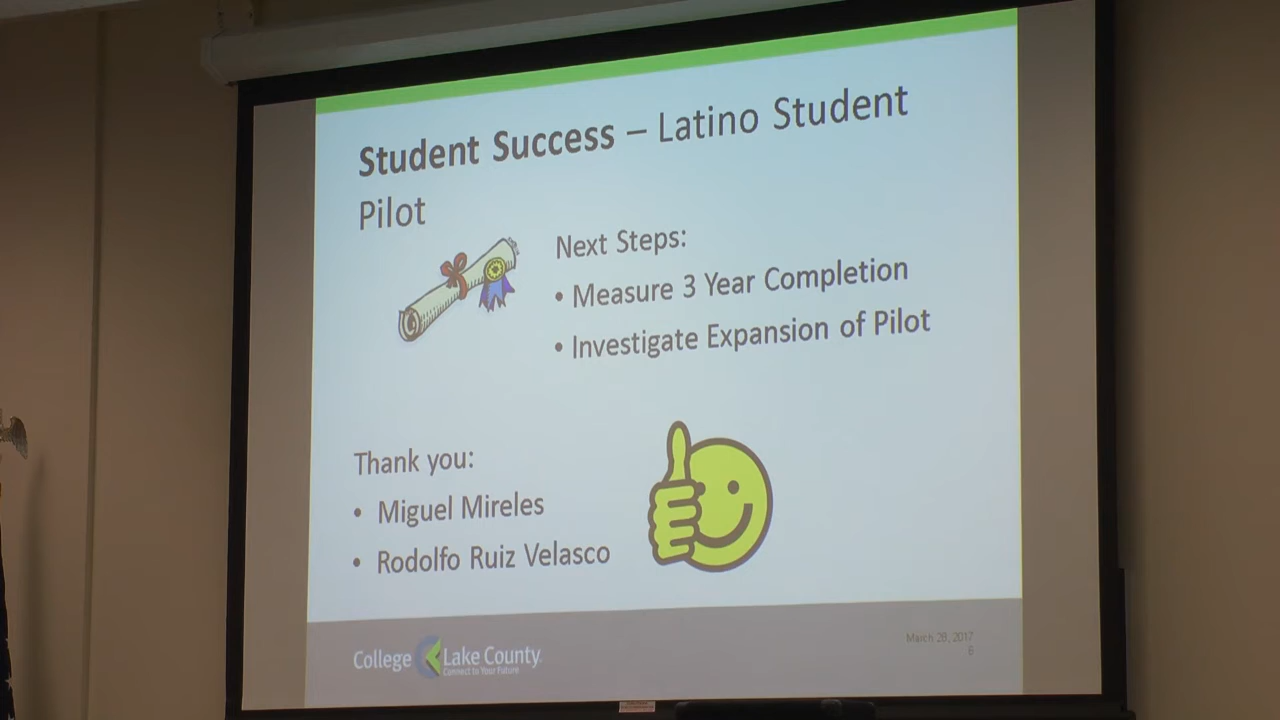 Student Success – Latino Student
Pilot
Next Steps:
• Measure 3 Year Completion
• Investigate Expansion of Pilot
Thank you:
• Miguel Mireles
• Rodolfo Ruiz Velasco
College Lake County
Connect to Your Future
March 28, 2017
6